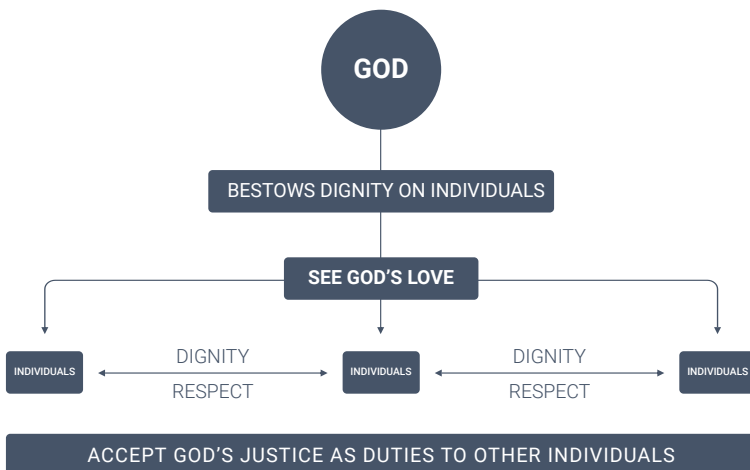 GOD
BESTOWS DIGNITY ON INDIVIDUALS
SEE GOD'S LOVE
INDIVIDUALS
DIGNITY
RESPECT
INDIVIDUALS
DIGNITY
RESPECT
INDIVIDUALS
ACCEPT GOD'S JUSTICE AS DUTIES TO OTHER INDIVIDUALS